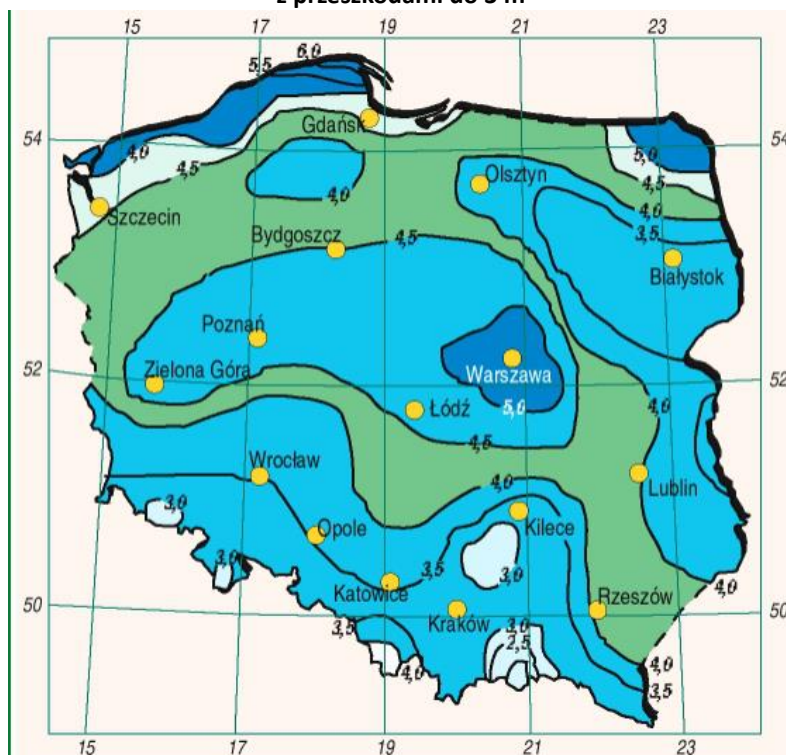 z przeszkodami do 3 m
15 17 19 21 23
6,0
5,5
54 54
Gdańsk
4,0
4,5
5,0
4,5
Olsztyn
4,0
4,0
3,5
Szczecin
Bydgoszcz
4,5
Białystok
Poznań
52 52
Zielona Góra
Warszawa
5,0
4,0
Łódź
4,5
Wrocław
4,0
Lublin
3,0
Opole
Kilece
3,0
3,5
3,0
Katowice
Rzeszów
4,0
50 50
Kraków
3,5
3,0
2,5
4,0
4,0
3,5
15 17 19 21 23